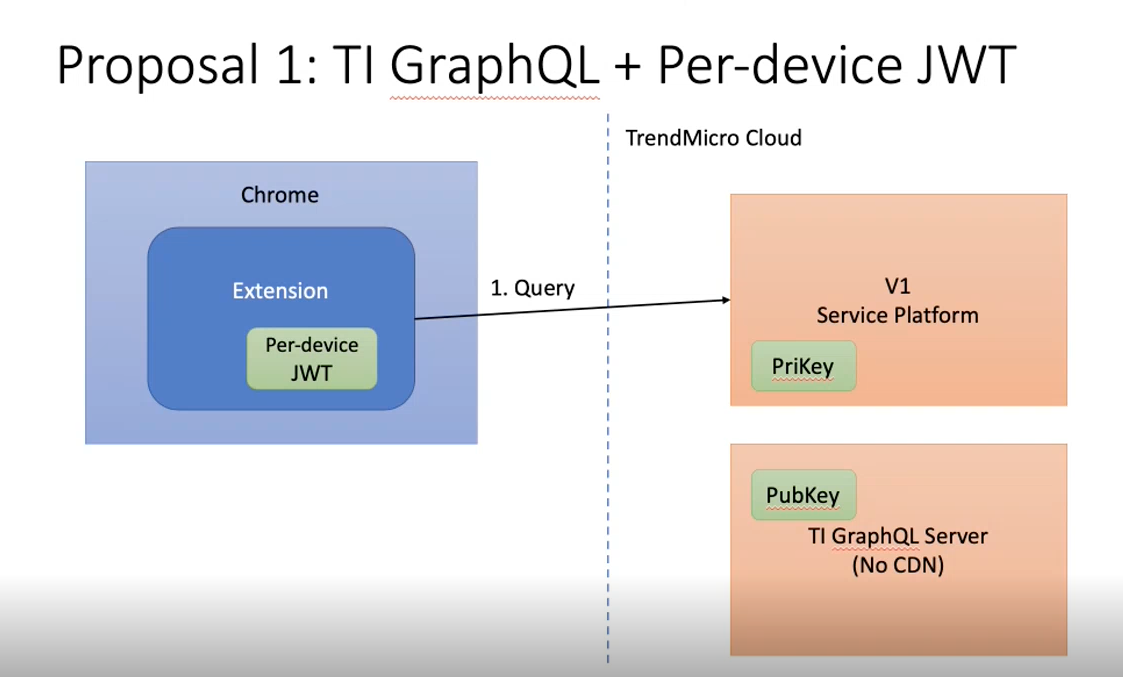 Proposal 1: TI GraphQL + Per-device JWT
TrendMicro Cloud
Chrome
Extension
Per-device
JWT
1. Query
V1
Service Platform
PriKey
PubKey
TI GraphQL Server
(No CDN)